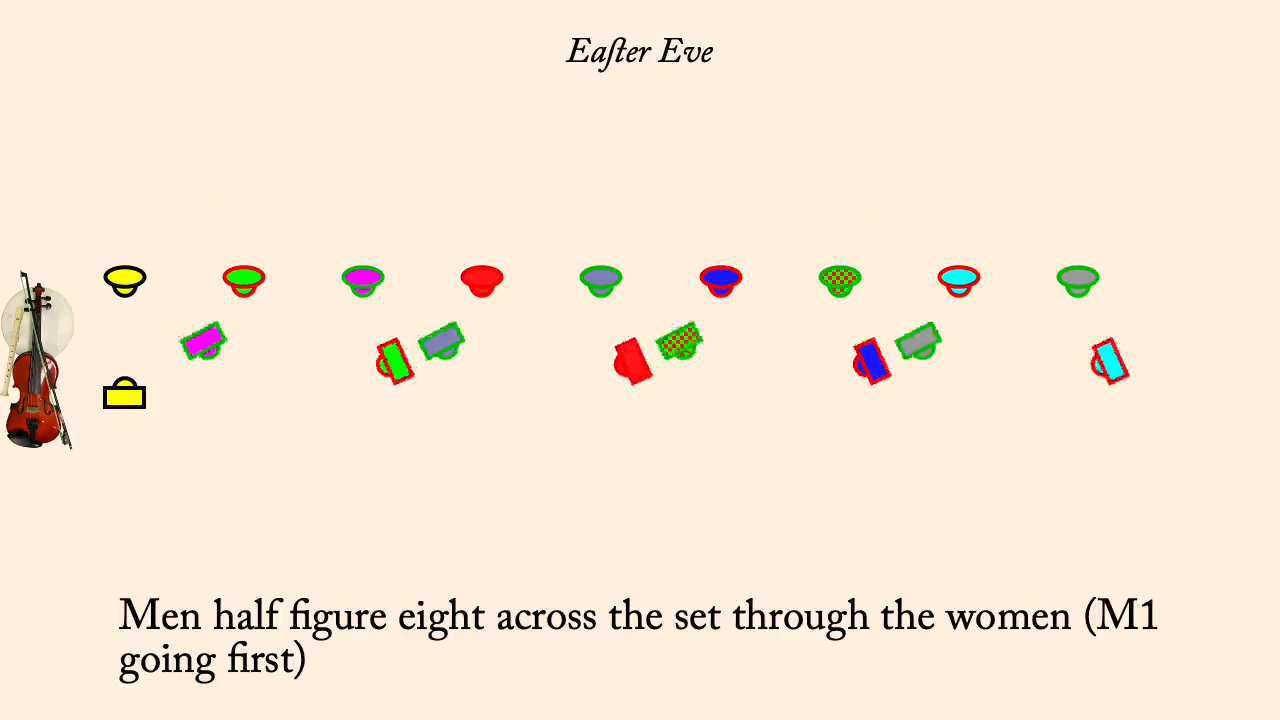 Eaſter Eve
Men half figure eight across the set through the women (M1
going first)